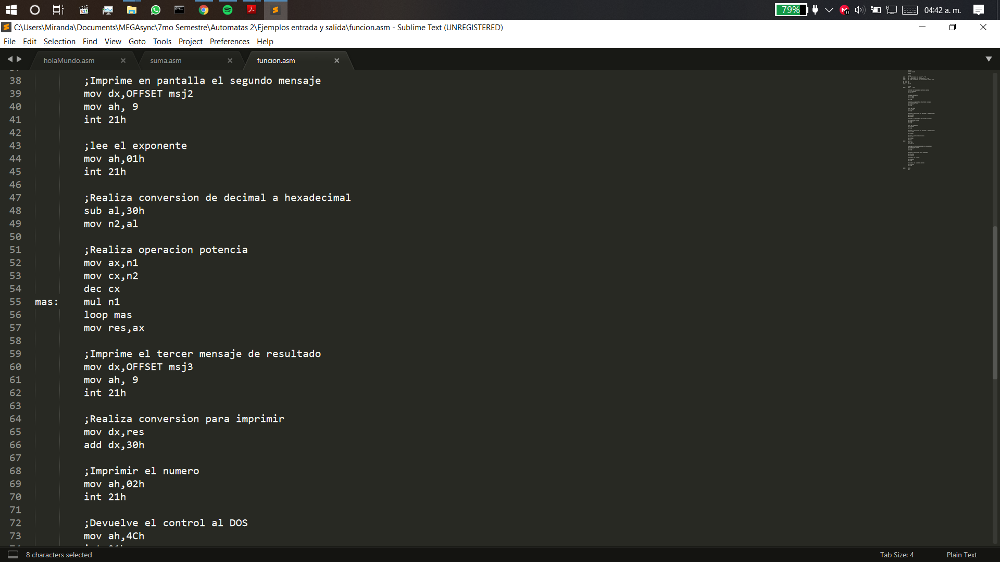 79%
04:42 a. m.
C:\Users\Miranda\Documents\MEGAsync\7mo Semestre\Automatas 2\Ejemplos entrada y salida\funcion.asm - Sublime Text (UNREGISTERED)
File Edit Selection Find View Goto Tools Project Preferences Help
holaMundo.asm suma.asm funcion.asm
38 ;Imprime en pantalla el segundo mensaje
39 mov dx,OFFSET msj2
40 mov ah, 9
41 int 21h
42
43 ;lee el exponente
44 mov ah,01h
45 int 21h
46
47 ;Realiza conversion de decimal a hexadecimal
48 sub al,30h
49 mov n2,al
50
51 ;Realiza operacion potencia
52 mov ax,n1
53 mov cx,n2
54 dec cx
55 mas: mul n1
56 loop mas
57 mov res,ax
58
59 ;Imprime el tercer mensaje de resultado
60 mov dx,OFFSET msj3
61 mov ah, 9
62 int 21h
63
64 ;Realiza conversion para imprimir
65 mov dx,res
66 add dx,30h
67
68 ;Imprimir el numero
69 mov ah,02h
70 int 21h
71
72 ;Devuelve el control al DOS
73 mov ah,4Ch
8 characters selected
Tab Size: 4
Plain Text